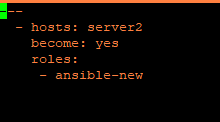 ---
 - hosts: server2
   become: yes
   roles:
    - ansible-new